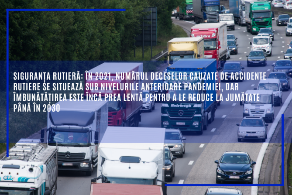 SIGURANȚA RUTIERĂ: ÎN 2021, NUMĂRUL DECESELOR CAUZATE DE ACCIDENTE
RUTIERE SE SITUEAZĂ SUB NIVELURILE ANTERIOARE PANDEMIEI, DAR
ÎMBUNĂTĂȚIREA ESTE ÎNCĂ PREA LENTĂ PENTRU A LE REDUCE LA JUMĂTATE
PÂNĂ ÎN 2030